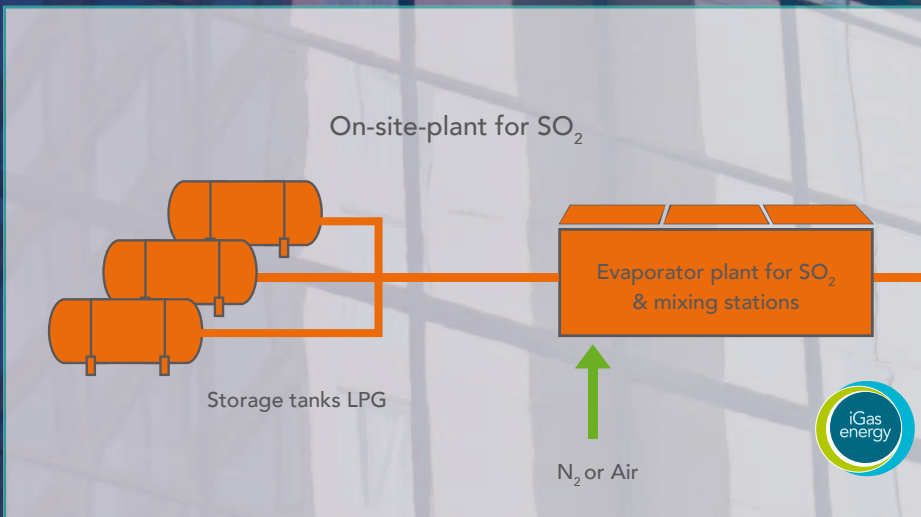 On-site-plant for SO₂
Evaporator plant for SO₂
& mixing stations
Storage tanks LPG
iGas
energy
N₂ or Air